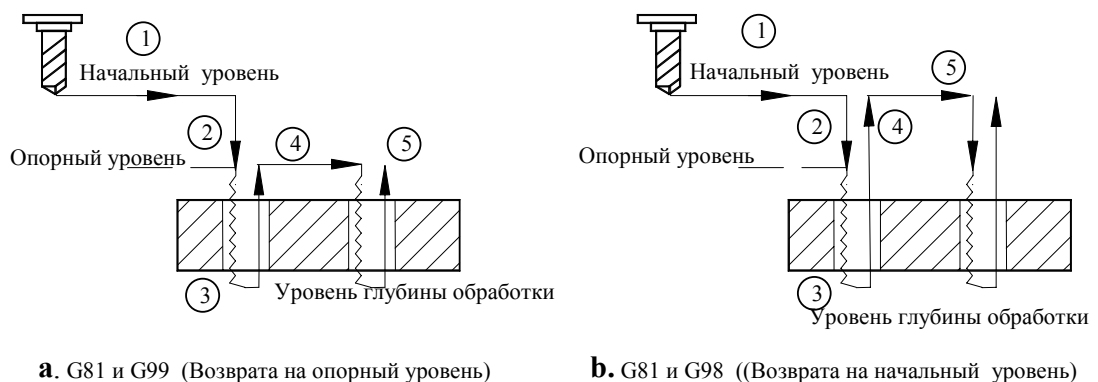 1
Начальный уровень
2
4
5
Опорный уровень
3
Уровень глубины обработки
a. G81 и G99 (Возврата на опорный уровень)
1
Начальный уровень
5
2
4
Опорный уровень
3
Уровень глубины обработки
b. G81 и G98 ((Возврата на начальный уровень)